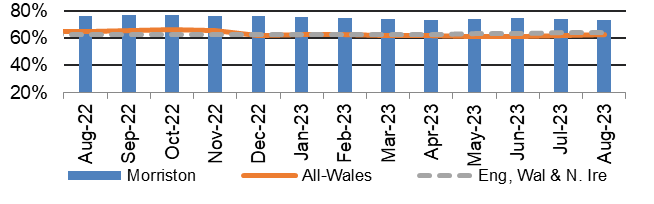 80%
60%
40%
20%
Aug-22 Sep-22 Oct-22 Nov-22 Dec-22 Jan-23 Feb-23 Mar-23 Apr-23 May-23 Jun-23 Jul-23 Aug-23
Morriston All-Wales Eng, Wal & N. Ire